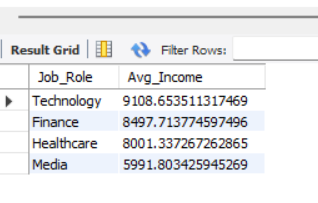 Result Grid Filter Rows:
Job_Role Avg_Income
Technology 9108.653511317469
Finance 8497.713774597496
Healthcare 8001.337267262865
Media 5991.803425945269